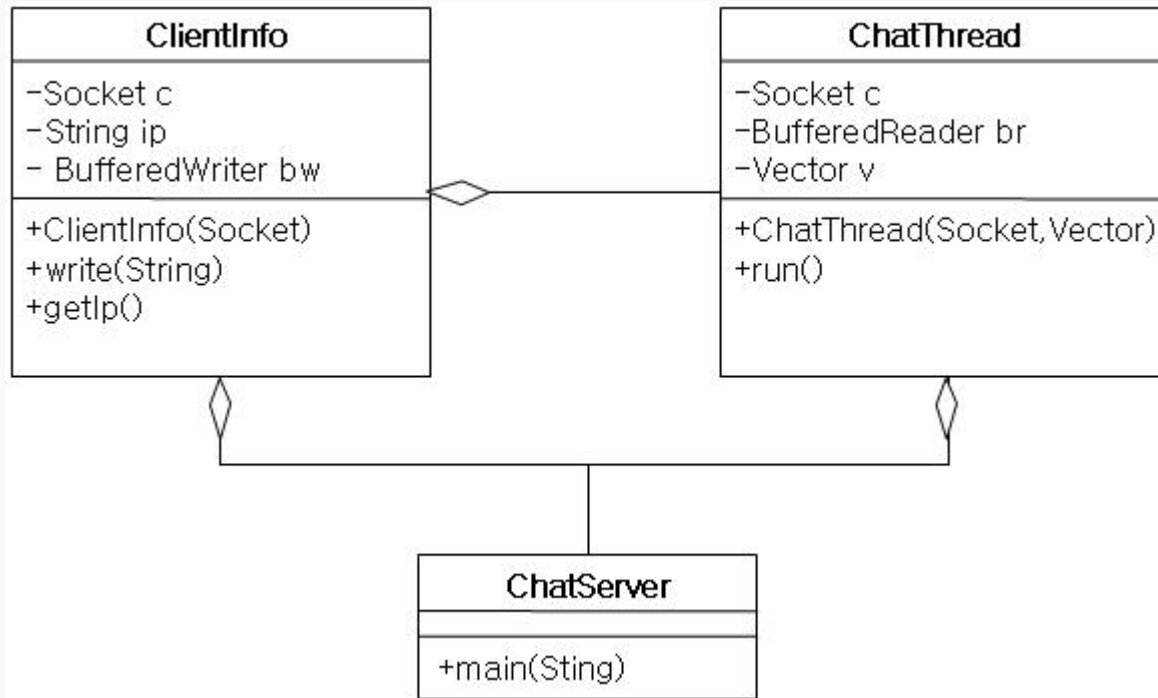 ClientInfo
-Socket c
-String ip
- BufferedWriter bw
+ClientInfo(Socket)
+write(String)
+getIp()
ChatThread
-Socket c
-BufferedReader br
-Vector v
+ChatThread(Socket,Vector)
+run()
ChatServer
+main(Sting)